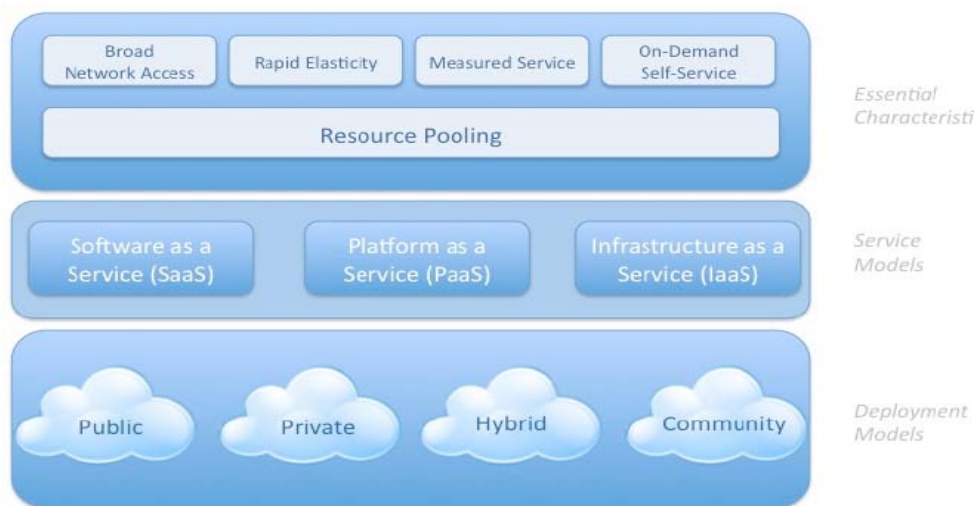 Broad
Network Access
Rapid Elasticity
Measured Service
On-Demand
Self-Service
Resource Pooling
Essential
Characteristi
Software as a
Service (SaaS)
Platform as a
Service (PaaS)
Infrastructure as a
Service (IaaS)
Service
Models
Public
Private
Hybrid
Community
Deployment
Models